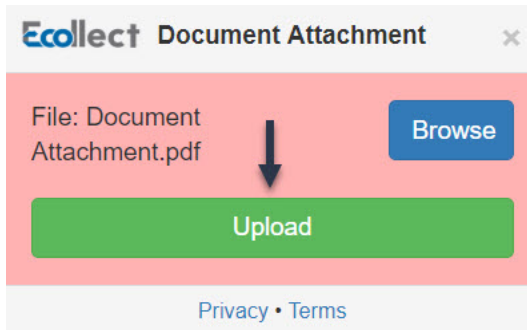 Ecollect Document Attachment ×
File: Document
Attachment.pdf
Browse
Upload
Privacy • Terms